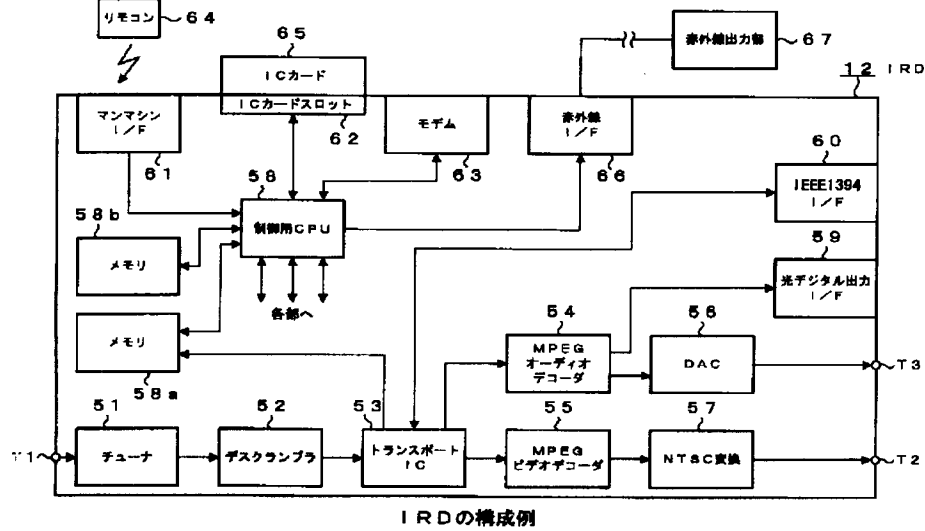 リモコン
64
65
ICカード
ICカードスロット
62
赤外線出力部
67
12 IRD
マンマシン
I/F
61
モデム
63
赤外線
I/F
66
60
IEEE1394
I/F
58
制御用CPU
58b
メモリ
各部へ
59
光デジタル出力
I/F
メモリ
58a
54
MPEG
オーディオ
デコーダ
56
DAC
T3
51
チューナ
T1
52
デスクランブラ
53
トランスポート
IC
55
MPEG
ビデオデコーダ
57
NTSC変換
T2
IRDの構成例